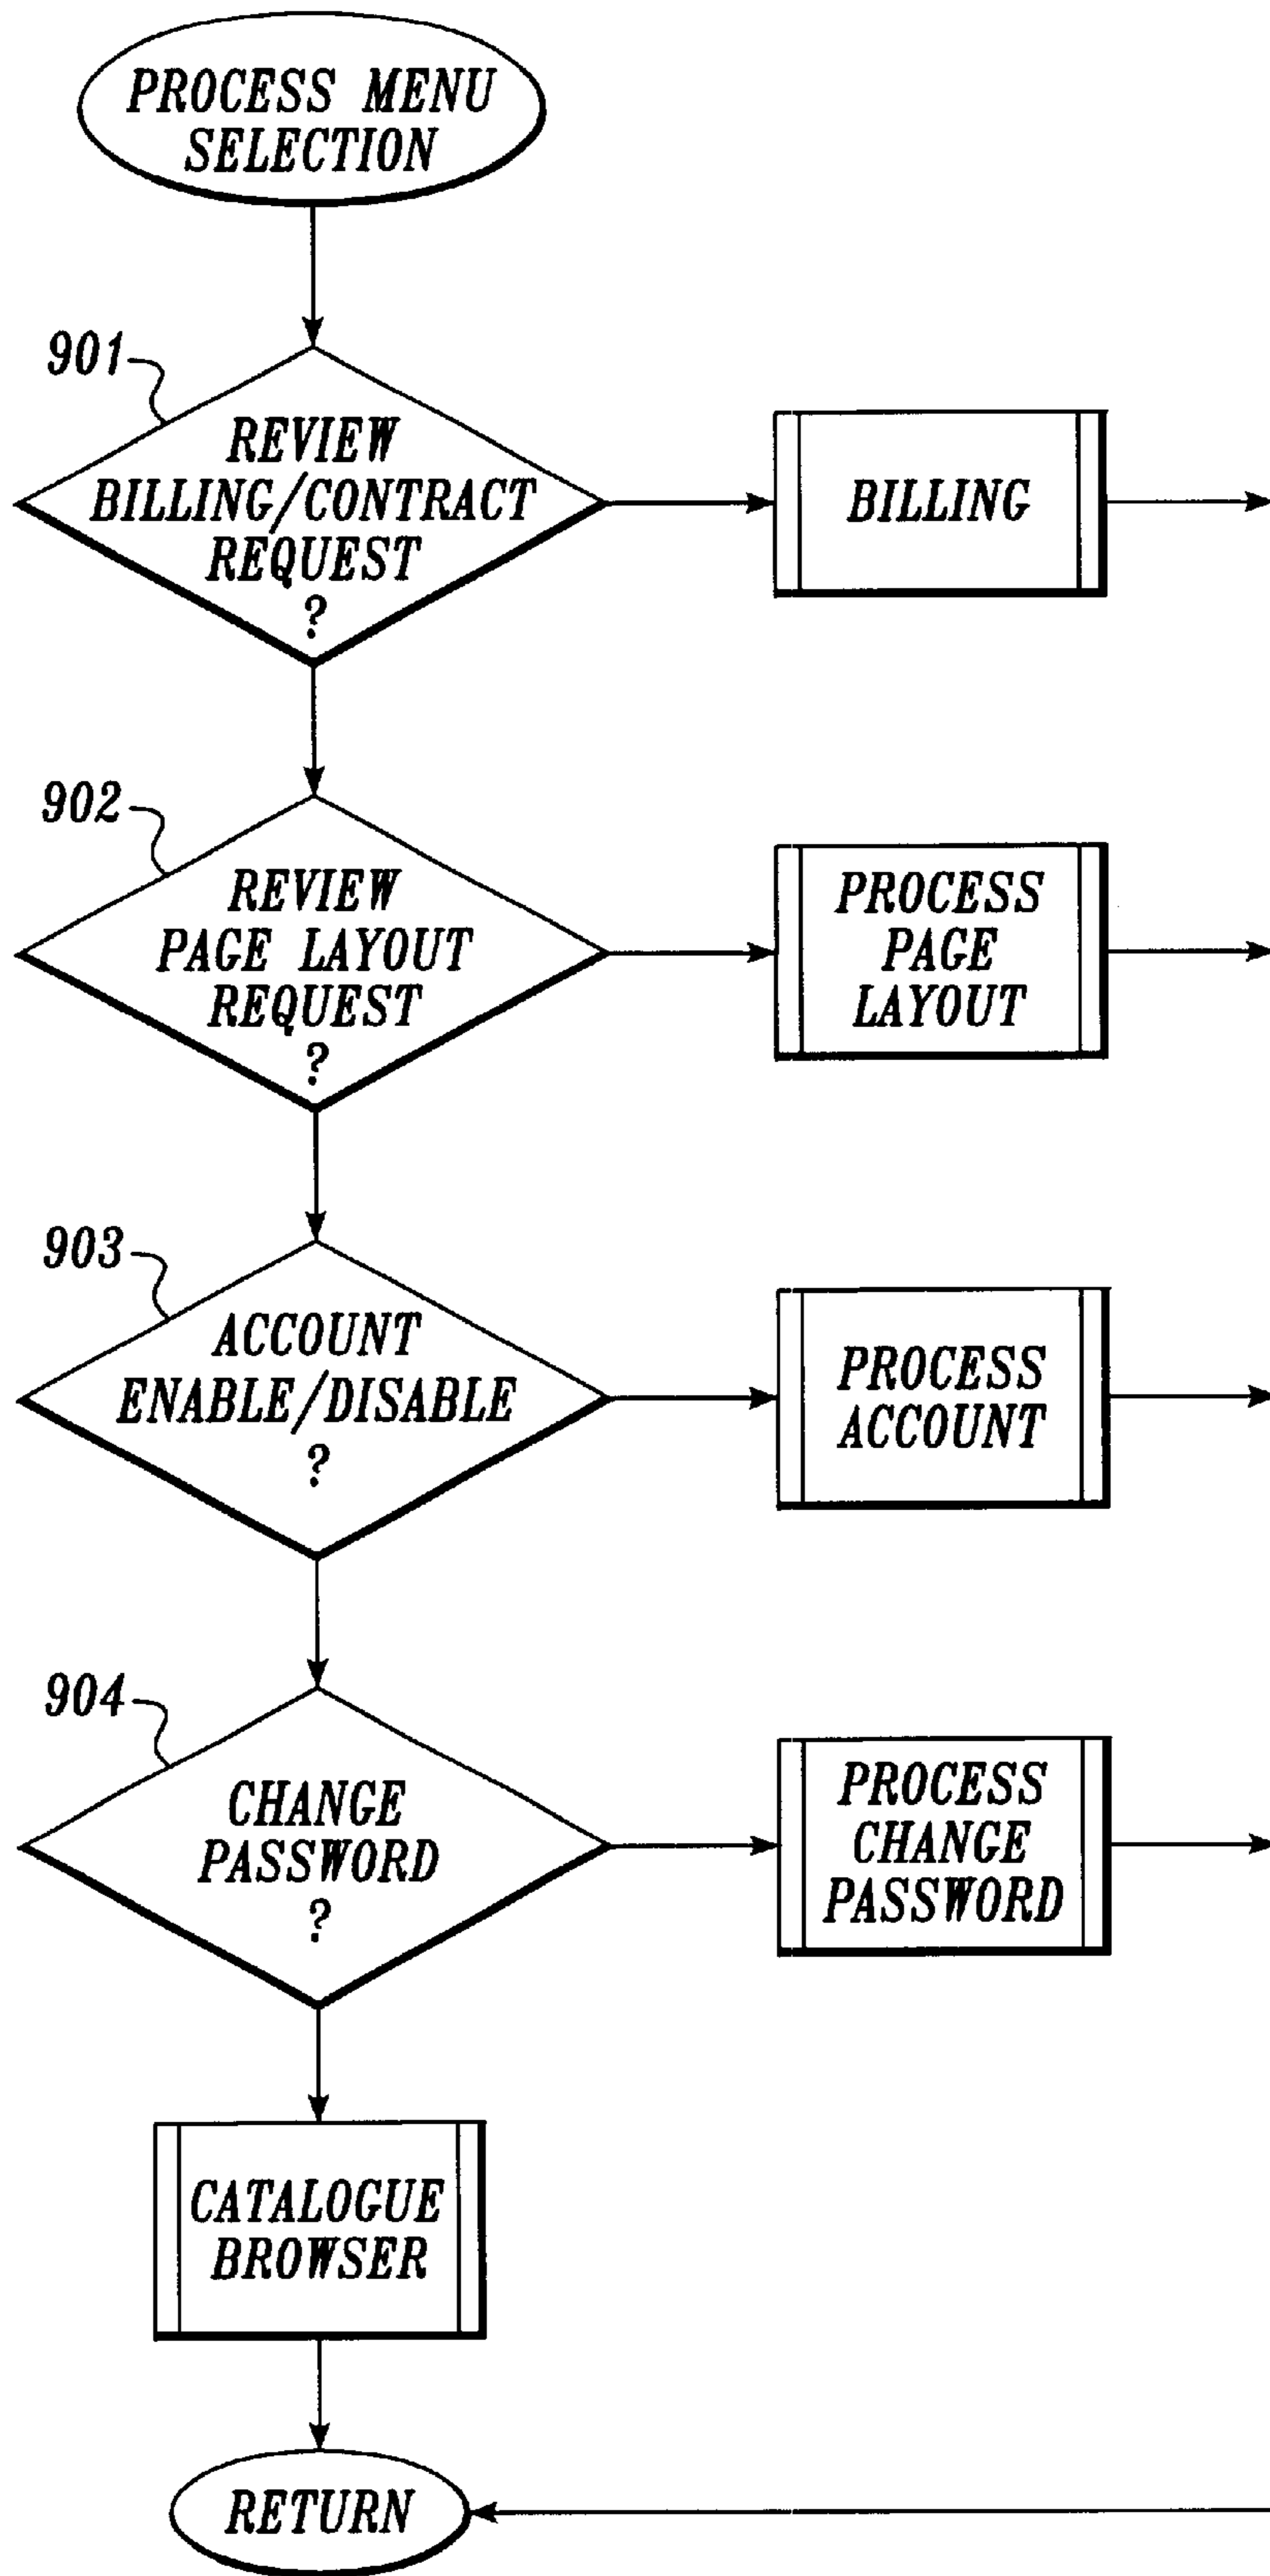 PROCESS MENU
SELECTION
901
REVIEW
BILLING/CONTRACT
REQUEST
?
BILLING
902
REVIEW
PAGE LAYOUT
REQUEST
?
PROCESS
PAGE
LAYOUT
903
ACCOUNT
ENABLE/DISABLE
?
PROCESS
ACCOUNT
904
CHANGE
PASSWORD
?
PROCESS
CHANGE
PASSWORD
CATALOGUE
BROWSER
RETURN